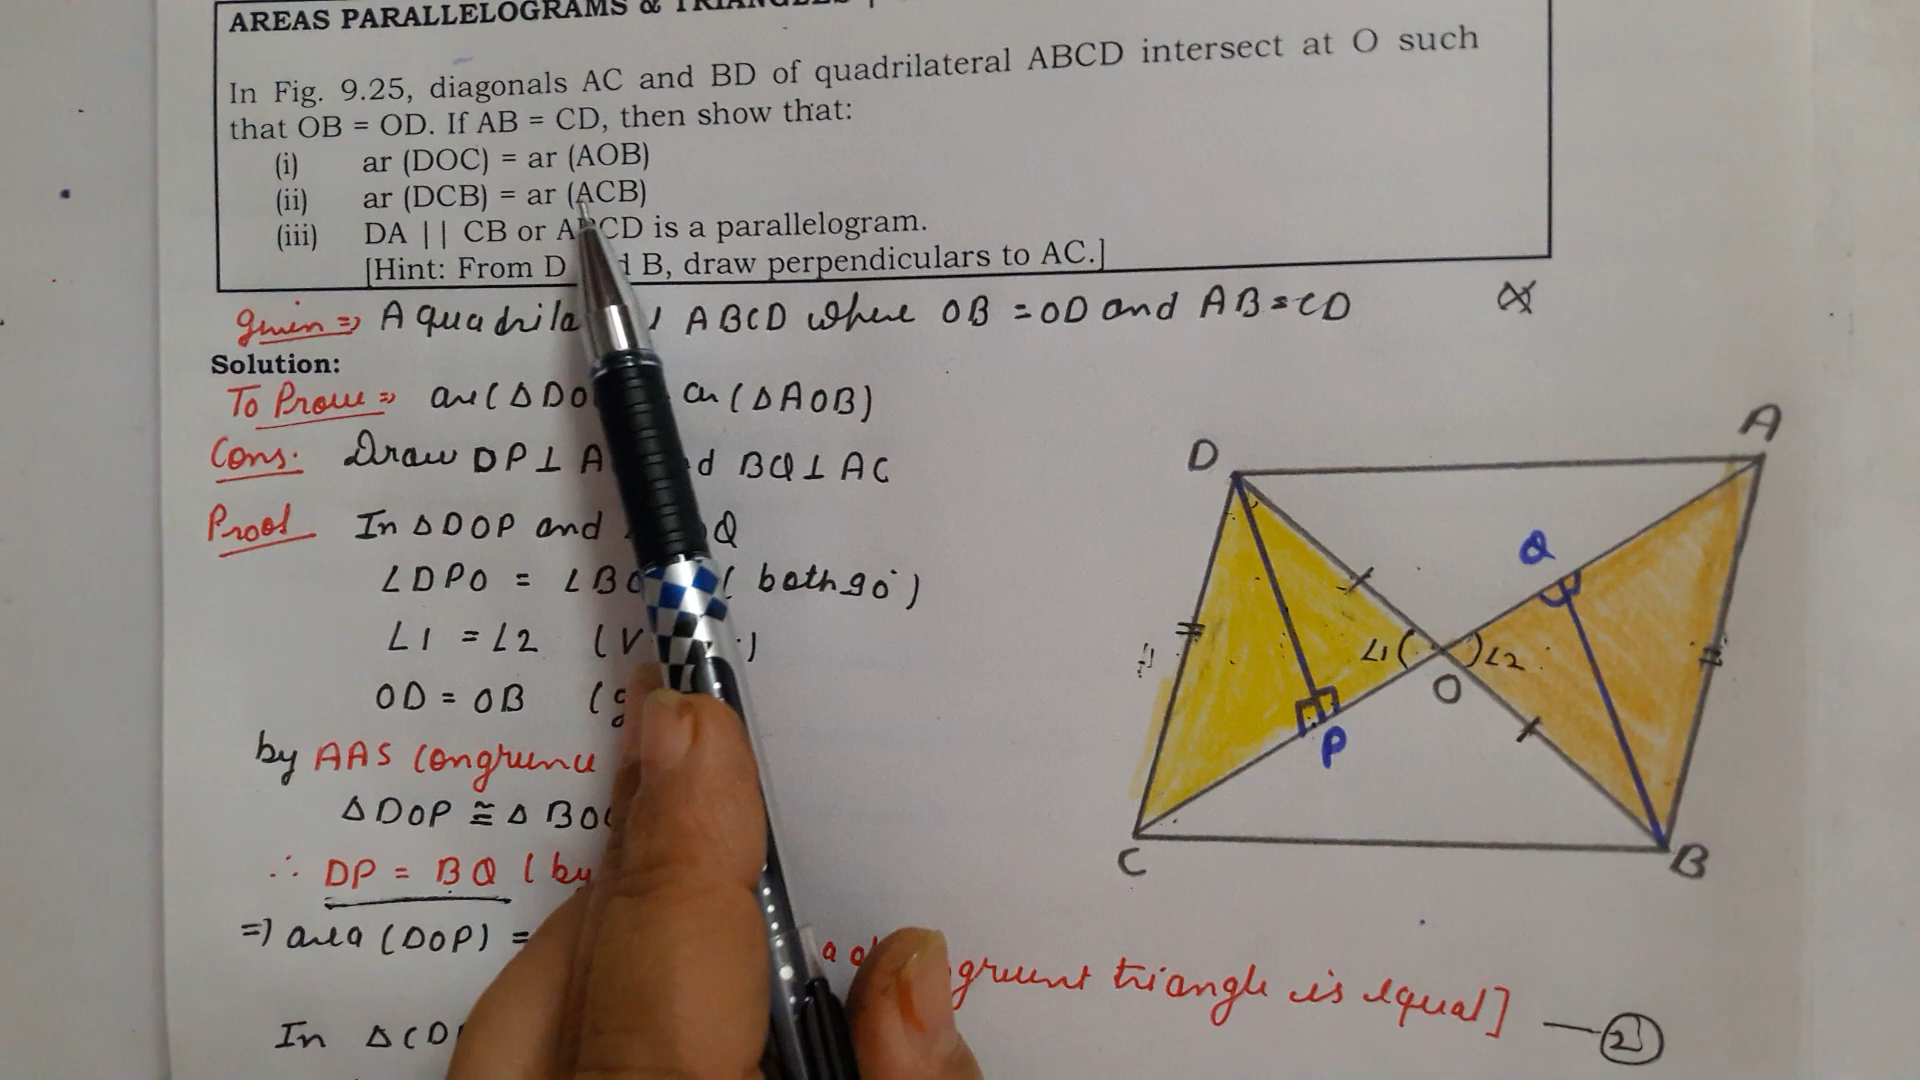 AREAS PARALLELOGRAMS &
In Fig. 9.25, diagonals AC and BD of quadrilateral ABCD intersect at O such
that OB = OD. If AB = CD, then show that:
(i) ar (DOC) = ar (AOB)
(ii) ar (DCB) = ar (ACB)
(iii) DA || CB or CD is a parallelogram.
[Hint: From D B, draw perpendiculars to AC.]
given => A ABCD where OB = OD and AB = CD
Solution:
To Prove => ar(ΔDO ar(ΔAOB)
Cons. Draw DP⊥A BQ⊥AC
Proof In ΔDOP and Q
∠DPO = ∠B (both 90°)
∠1 = ∠2 (V )
OD = OB (g
by AAS Congruence
ΔDOP ≅ ΔBO
∴ DP = BQ (by
=) area (DOP) = congruent triangle is equal] — 2
In Δ CD
D
A
Q
∠1
∠2
O
P
C
B